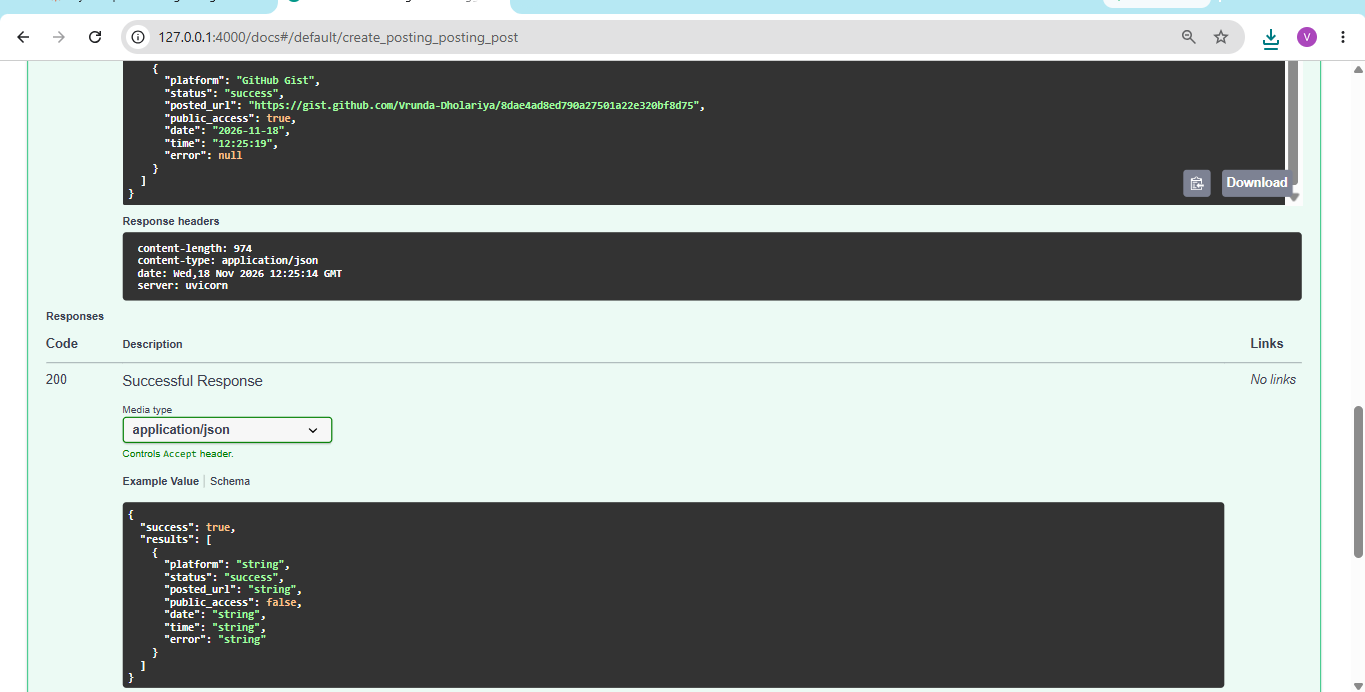 127.0.0.1:4000/docs#/default/create_posting_posting_post
V
{
"platform": "GitHub Gist",
"status": "success",
"posted_url": "https://gist.github.com/Vrunda-Dholariya/8dae4ad8ed790a27501a22e320bf8d75",
"public_access": true,
"date": "2026-11-18",
"time": "12:25:19",
"error": null
}
]
}
Download
Response headers
content-length: 974
content-type: application/json
date: Wed,18 Nov 2026 12:25:14 GMT
server: uvicorn
Responses
Code Description Links
200 Successful Response No links
Media type
application/json
Controls Accept header.
Example Value | Schema
{
"success": true,
"results": [
{
"platform": "string",
"status": "success",
"posted_url": "string",
"public_access": false,
"date": "string",
"time": "string",
"error": "string"
}
]
}